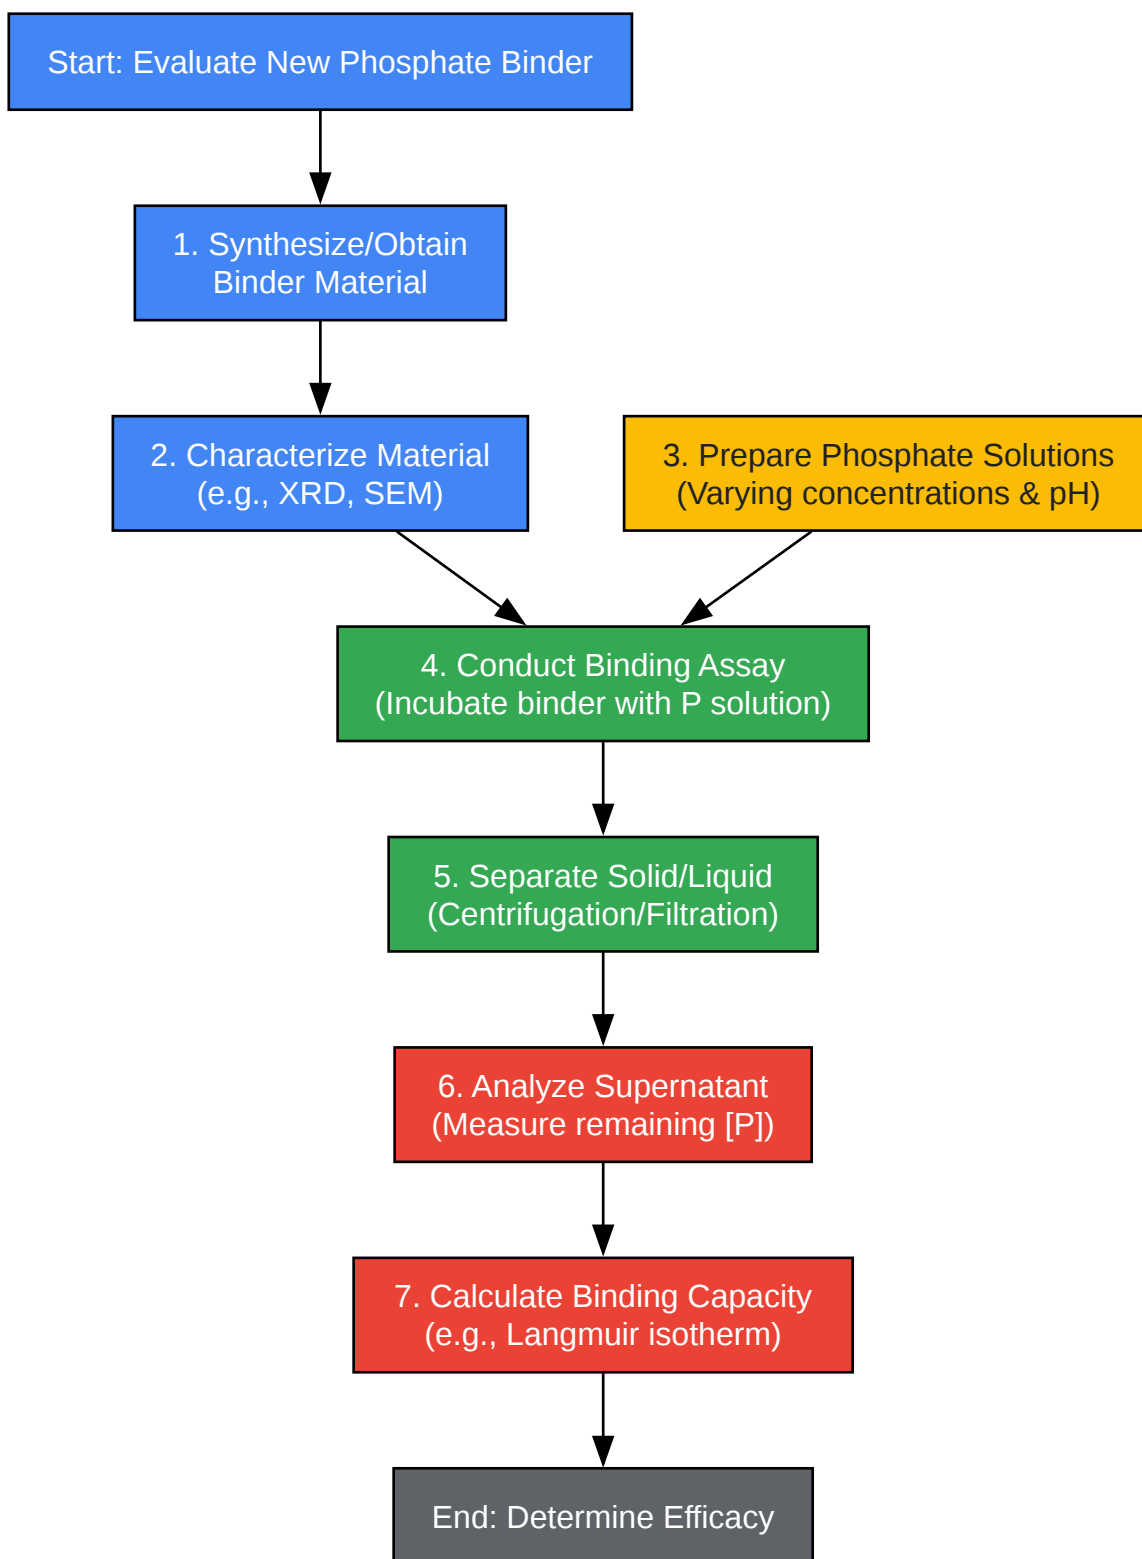 Start: Evaluate New Phosphate Binder
1. Synthesize/Obtain
Binder Material
2. Characterize Material
(e.g., XRD, SEM)
3. Prepare Phosphate Solutions
(Varying concentrations & pH)
4. Conduct Binding Assay
(Incubate binder with P solution)
5. Separate Solid/Liquid
(Centrifugation/Filtration)
6. Analyze Supernatant
(Measure remaining [P])
7. Calculate Binding Capacity
(e.g., Langmuir isotherm)
End: Determine Efficacy